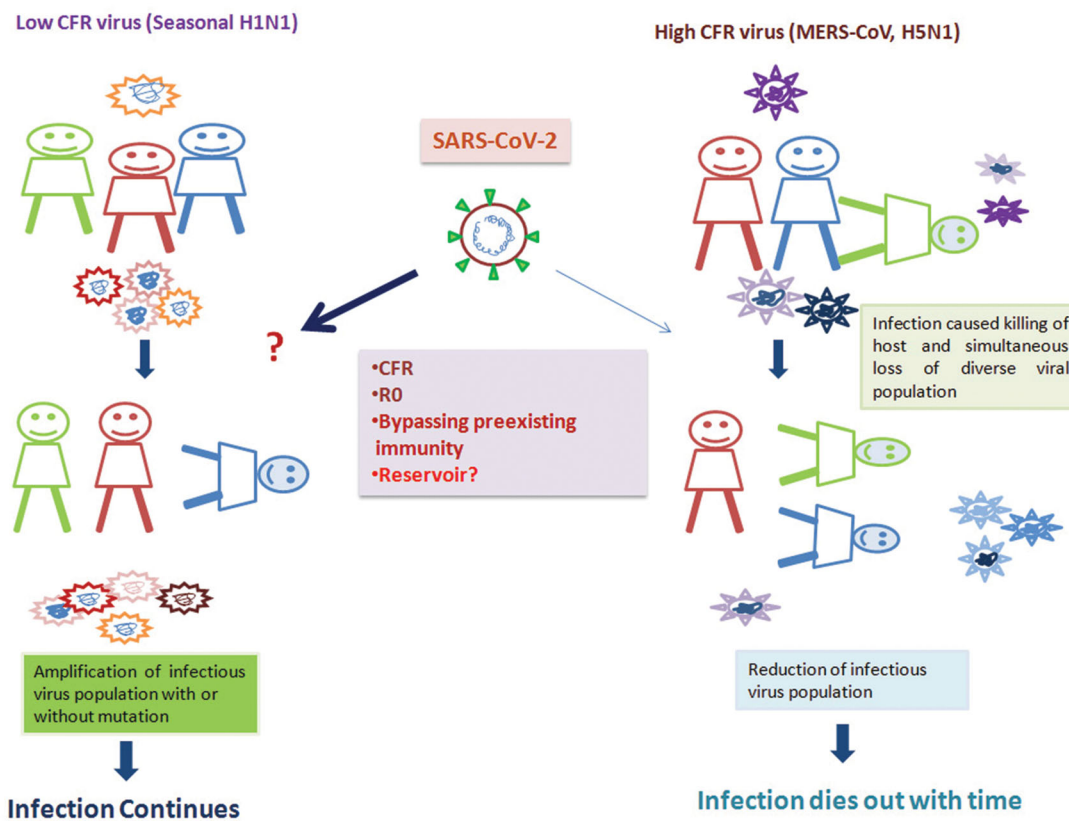 Low CFR virus (Seasonal H1N1)
High CFR virus (MERS-CoV, H5N1)
SARS-CoV-2
?
•CFR
•R0
•Bypassing preexisting
immunity
•Reservoir?
Infection caused killing of
host and simultaneous
loss of diverse viral
population
Amplification of infectious
virus population with or
without mutation
Reduction of infectious
virus population
Infection Continues
Infection dies out with time